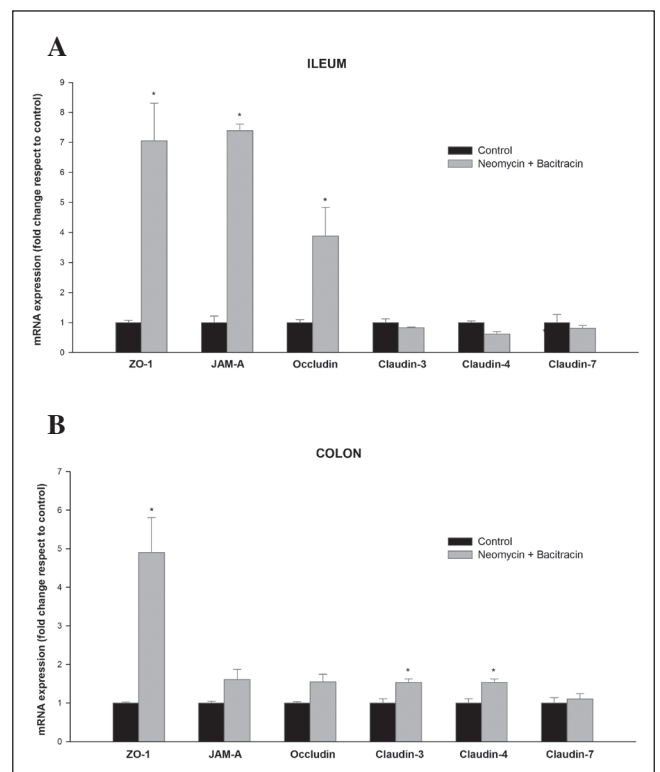 A
ILEUM
mRNA expression (fold change respect to control)
9
8
7
6
5
4
3
2
1
0
*
*
*
Control
Neomycin + Bacitracin
ZO-1 JAM-A Occludin Claudin-3 Claudin-4 Claudin-7
B
COLON
mRNA expression (fold change respect to control)
7
6
5
4
3
2
1
0
*
*
*
Control
Neomycin + Bacitracin
ZO-1 JAM-A Occludin Claudin-3 Claudin-4 Claudin-7